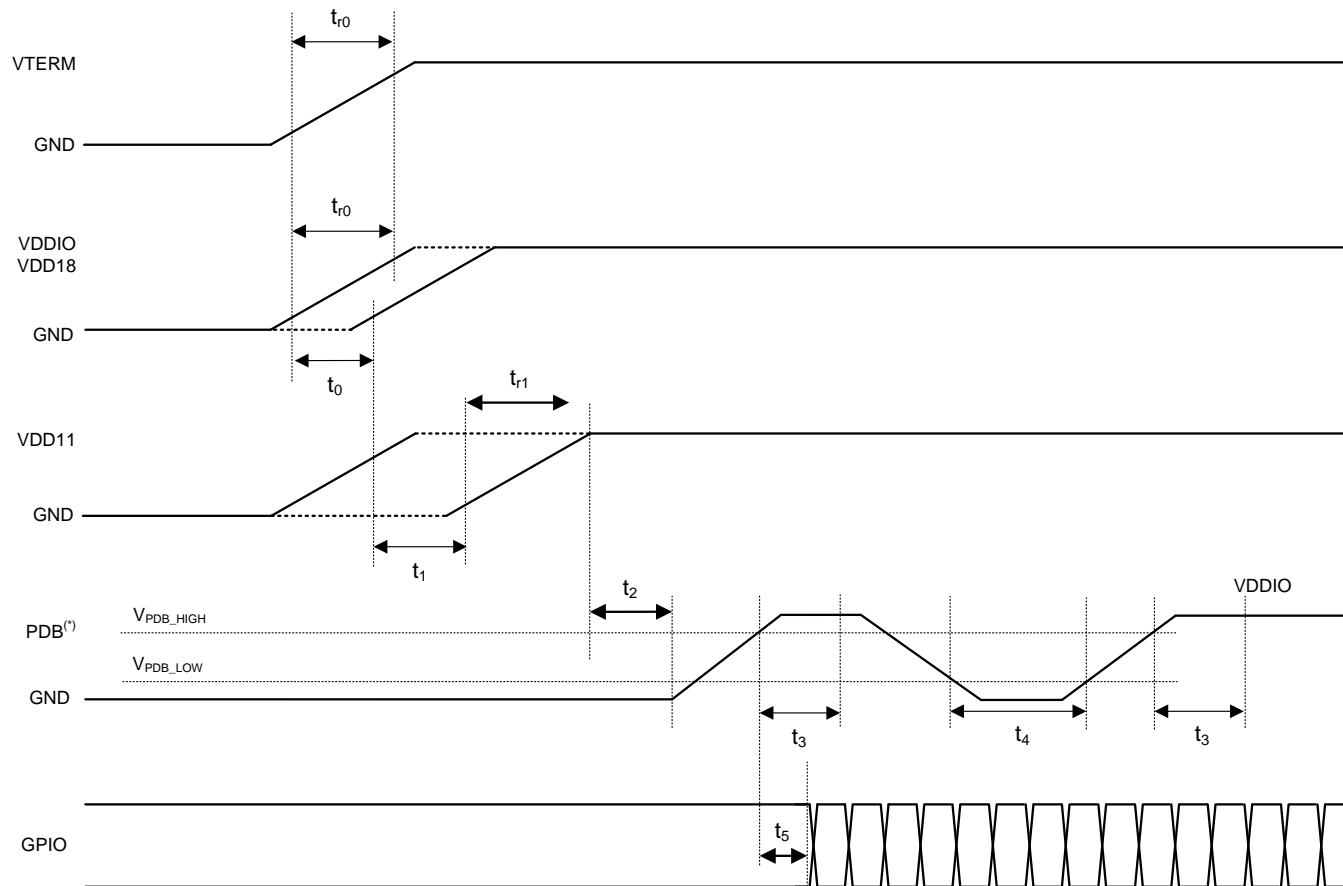 tr0
VTERM
GND
tr0
VDDIO
VDD18
GND
t0
tr1
VDD11
GND
t1
t2
VDDIO
VPDB_HIGH
PDB(*)
VPDB_LOW
GND
t3
t4
t3
t5
GPIO